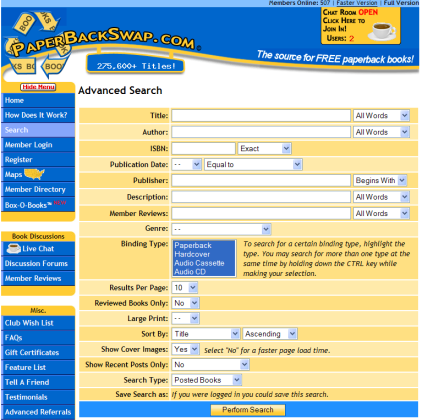 Members Online: 507 | Faster Version | Full Version
CHAT ROOM OPEN
CLICK HERE TO
JOIN IN!
USERS: 2
BOO
KS
BO
BOO
PAPERBACKSWAP.COM
The source for FREE paperback books!
275,600+ Titles!
Hide Menu
Home
How Does It Work?
Search
Member Login
Register
Maps
Member Directory
Box-O-Books™
Book Discussions
Live Chat
Discussion Forums
Member Reviews
Misc.
Club Wish List
FAQs
Gift Certificates
Feature List
Tell A Friend
Testimonials
Advanced Referrals
Advanced Search
Title: All Words
Author: All Words
ISBN: Exact
Publication Date: -- Equal to
Publisher: Begins With
Description: All Words
Member Reviews: All Words
Genre: --
Binding Type: Paperback
Hardcover
Audio Cassette
Audio CD
To search for a certain binding type, highlight the
type. You may search for more than one type at the
same time by holding down the CTRL key while
making your selection.
Results Per Page: 10
Reviewed Books Only: No
Large Print: --
Sort By: Title Ascending
Show Cover Images: Yes Select "No" for a faster page load time.
Show Recent Posts Only: No
Search Type: Posted Books
Save Search as: If you were logged in you could save this search.
Perform Search